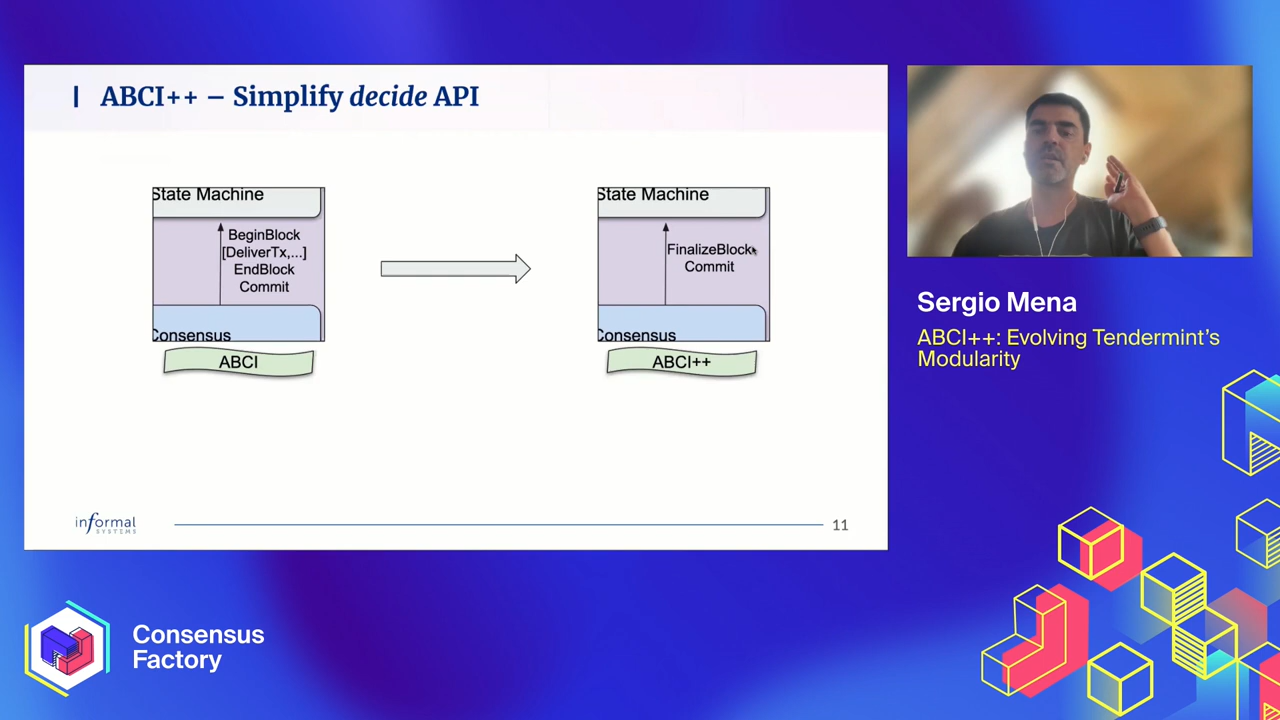 ABCI++ – Simplify decide API
State Machine
BeginBlock
[DeliverTx,...]
EndBlock
Commit
Consensus
ABCI
State Machine
FinalizeBlock
Commit
Consensus
ABCI++
informal
SYSTEMS
11
Sergio Mena
ABCI++: Evolving Tendermint's
Modularity
Consensus
Factory